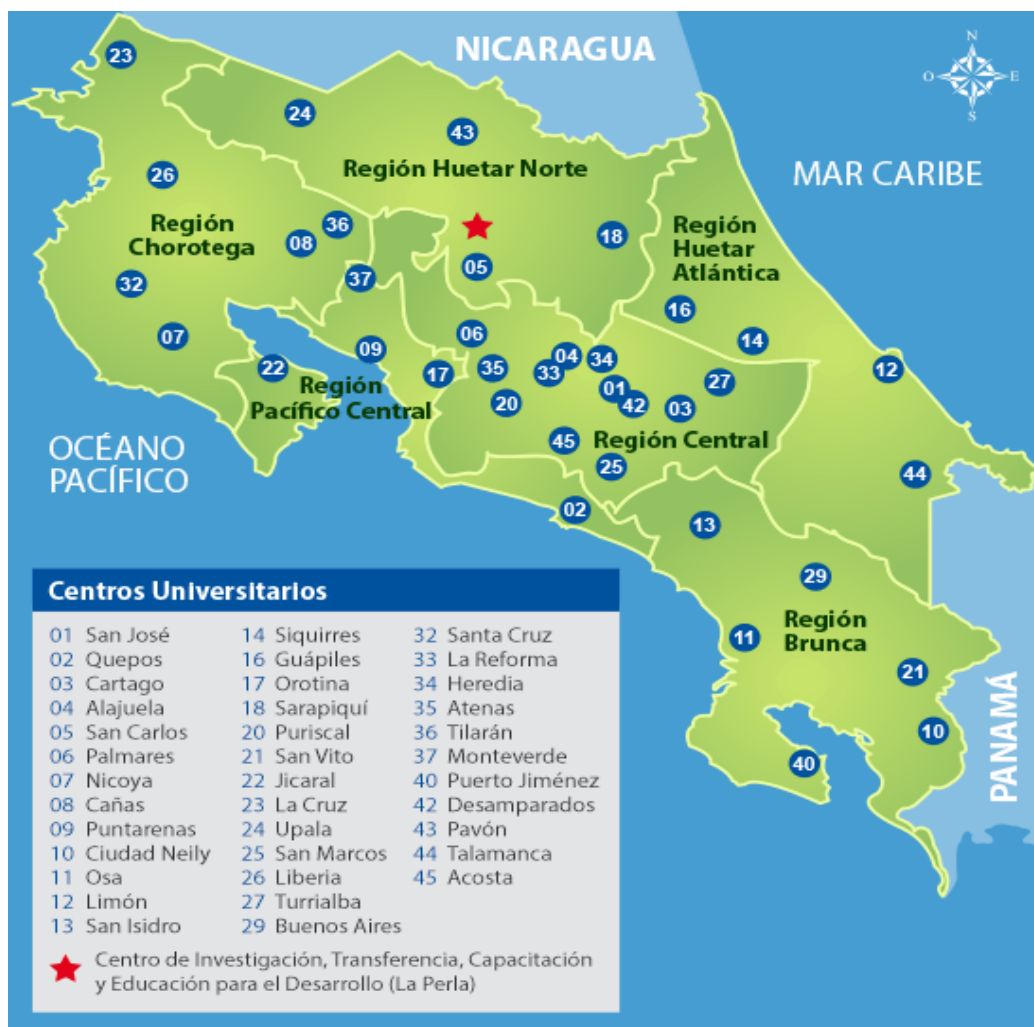 NICARAGUA
N
O
E
S
23
24
43
MAR CARIBE
Región Huetar Norte
26
Región
Chorotega
36
08
18
Región
Huetar
Atlántica
05
37
32
16
07
06
09
14
04
34
22
35
33
17
12
27
01
Región
Pacífico Central
20
42
03
45
Región Central
OCÉANO
PACÍFICO
25
44
02
13
29
Región
Brunca
11
21
10
40
PANAMÁ
Centros Universitarios
01 San José
02 Quepos
03 Cartago
04 Alajuela
05 San Carlos
06 Palmares
07 Nicoya
08 Cañas
09 Puntarenas
10 Ciudad Neily
11 Osa
12 Limón
13 San Isidro
14 Siquirres
16 Guápiles
17 Orotina
18 Sarapiquí
20 Puriscal
21 San Vito
22 Jicaral
23 La Cruz
24 Upala
25 San Marcos
26 Liberia
27 Turrialba
29 Buenos Aires
32 Santa Cruz
33 La Reforma
34 Heredia
35 Atenas
36 Tilarán
37 Monteverde
40 Puerto Jiménez
42 Desamparados
43 Pavón
44 Talamanca
45 Acosta
Centro de Investigación, Transferencia, Capacitación
y Educación para el Desarrollo (La Perla)